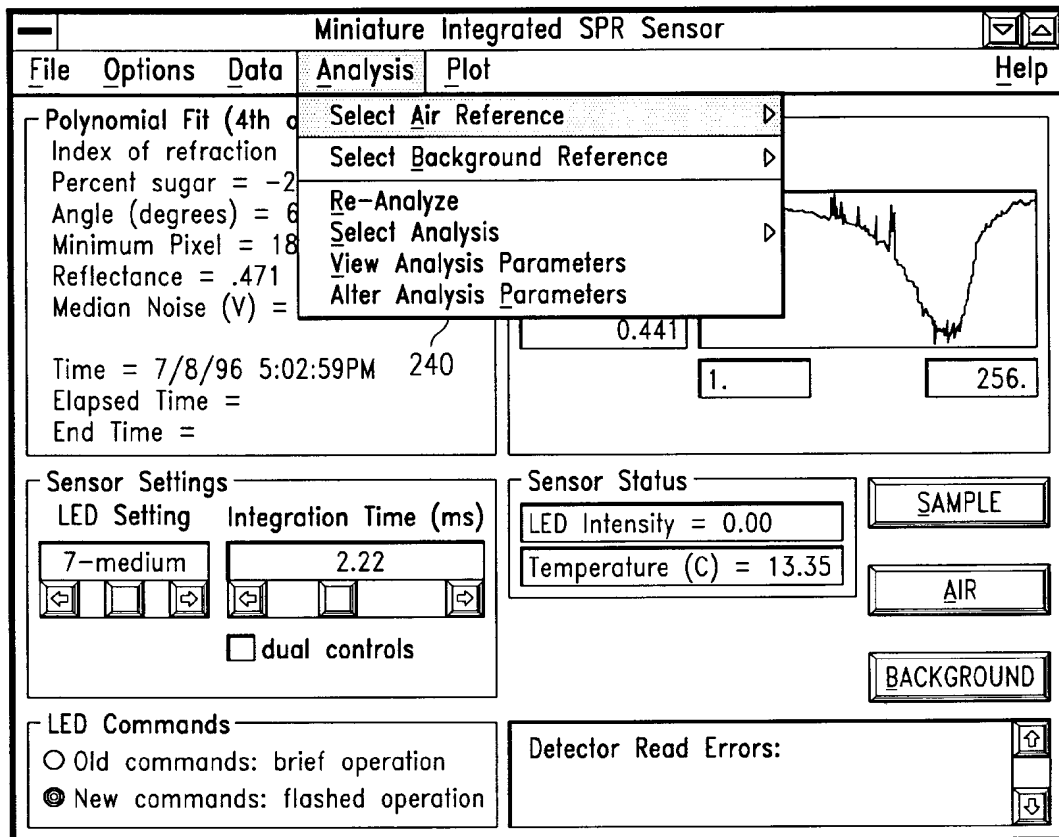 Miniature Integrated SPR Sensor
File Options Data Analysis Plot Help
Select Air Reference
Select Background Reference
Re-Analyze
Select Analysis
View Analysis Parameters
Alter Analysis Parameters
Polynomial Fit (4th
Index of refraction
Percent sugar = -2
Angle (degrees) = 6
Minimum Pixel = 18
Reflectance = .471
Median Noise (V) =
240
Time = 7/8/96 5:02:59PM
Elapsed Time =
End Time =
0.441
1. 256.
Sensor Settings
LED Setting Integration Time (ms)
7-medium 2.22
dual controls
Sensor Status
LED Intensity = 0.00
Temperature (C) = 13.35
SAMPLE
AIR
BACKGROUND
LED Commands
Old commands: brief operation
New commands: flashed operation
Detector Read Errors: